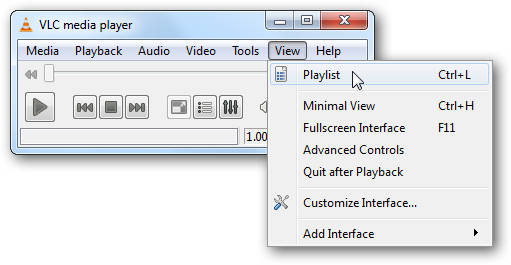 VLC media player
Media Playback Audio Video Tools View Help
Playlist Ctrl+L
Minimal View Ctrl+H
Fullscreen Interface F11
Advanced Controls
Quit after Playback
Customize Interface...
Add Interface
1.00